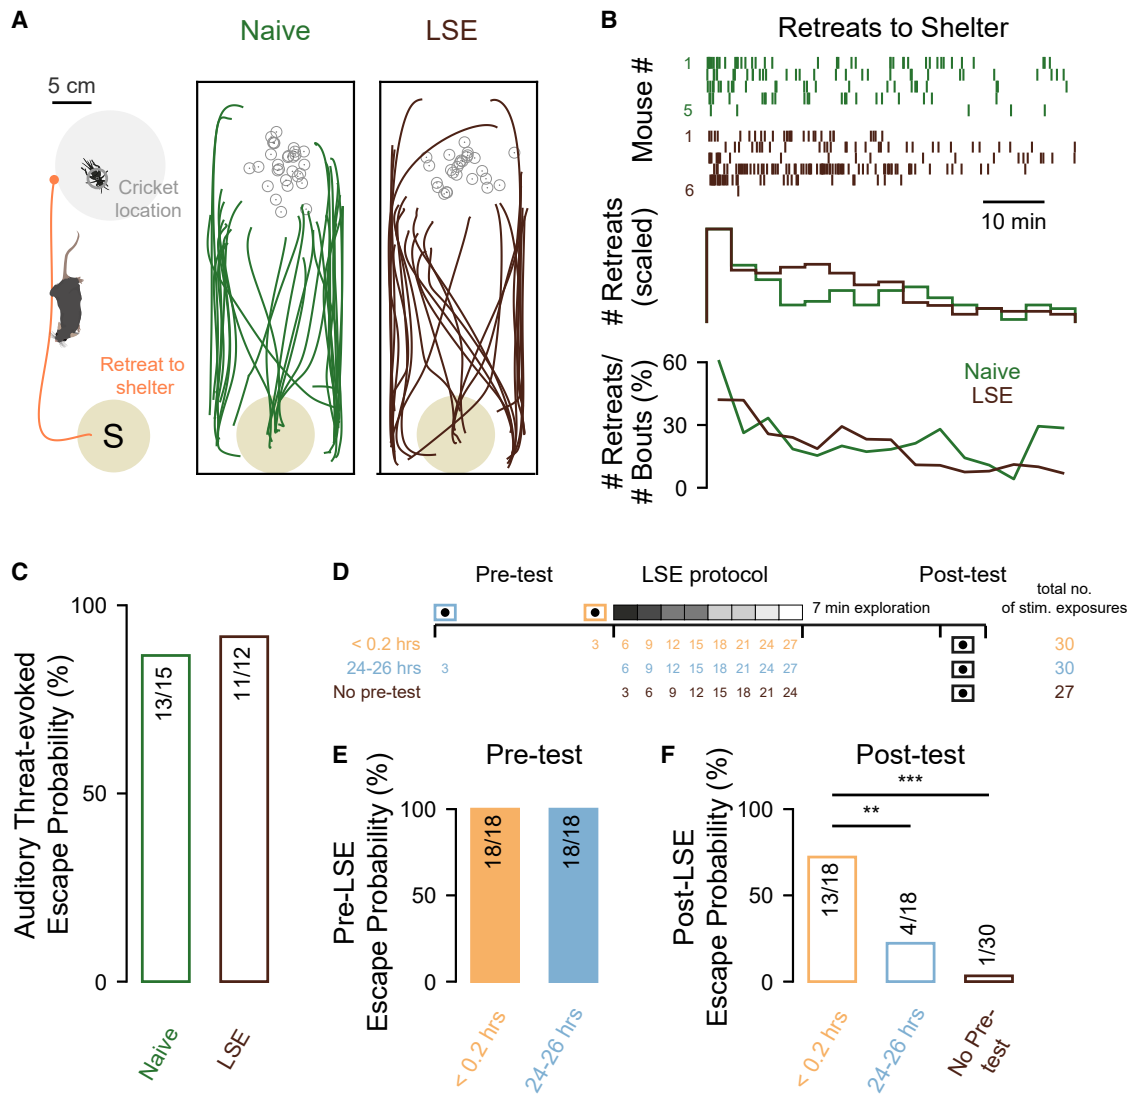 A
Naive
LSE
5 cm
Cricket
location
Retreat to
shelter
S
B
Retreats to Shelter
Mouse #
1
5
1
6
10 min
# Retreats
(scaled)
# Retreats/
# Bouts (%)
60
30
0
Naive
LSE
C
Auditory Threat-evoked
Escape Probability (%)
100
50
0
13/15
11/12
Naive
LSE
D
Pre-test
LSE protocol
Post-test
total no.
of stim. exposures
7 min exploration
< 0.2 hrs
3
6 9 12 15 18 21 24 27
30
24-26 hrs
3
6 9 12 15 18 21 24 27
30
No pre-test
3 6 9 12 15 18 21 24
27
E
Pre-test
Pre-LSE
Escape Probability (%)
100
50
0
18/18
18/18
< 0.2 hrs
24-26 hrs
F
Post-test
Post-LSE
Escape Probability (%)
100
50
0
***
**
13/18
4/18
1/30
< 0.2 hrs
24-26 hrs
No Pre-
test